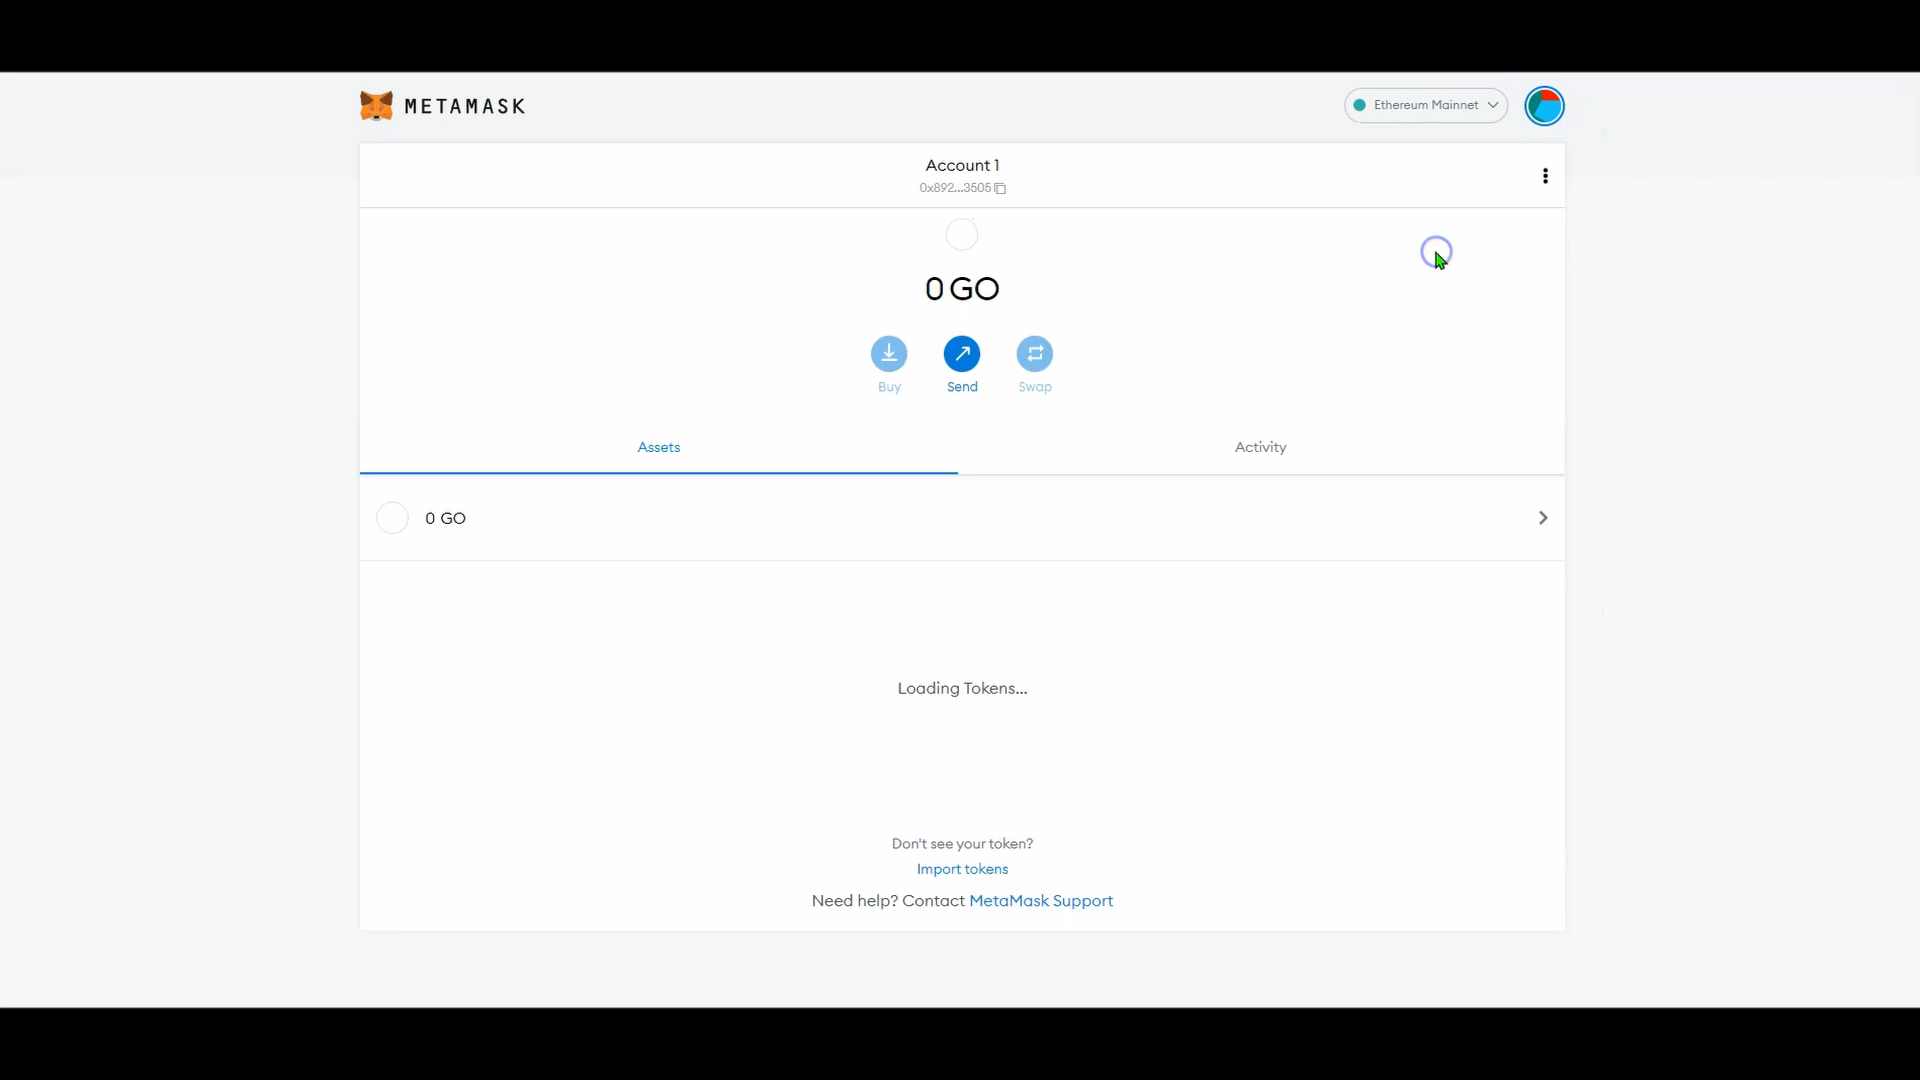 METAMASK
Ethereum Mainnet
Account 1
0x892...3505
0 GO
Buy
Send
Swap
Assets
Activity
0 GO
Loading Tokens...
Don't see your token?
Import tokens
Need help? Contact MetaMask Support